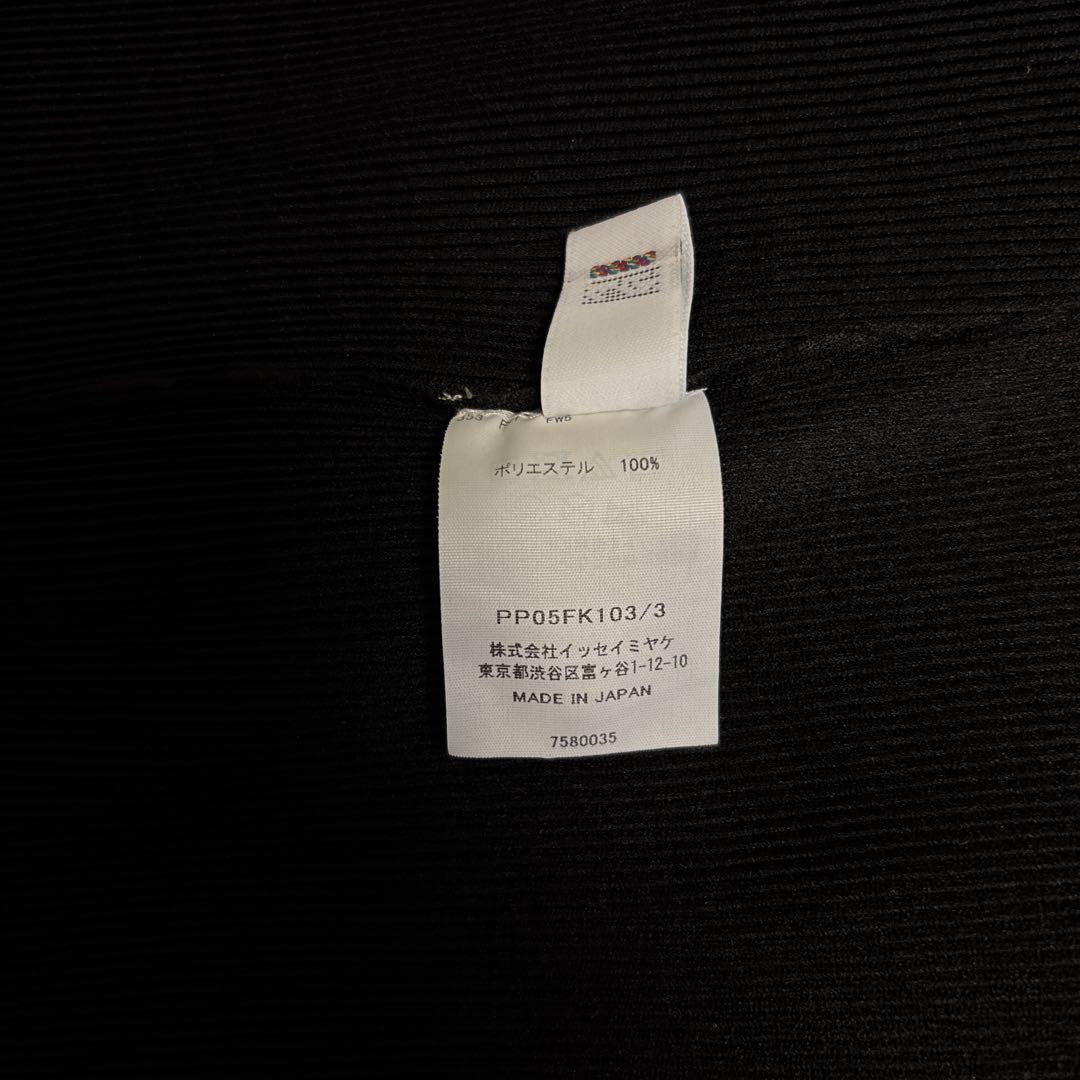 FW5
ポリエステル 100%
PP05FK103/3
株式会社イッセイミヤケ
東京都渋谷区富ヶ谷1-12-10
MADE IN JAPAN
7580035